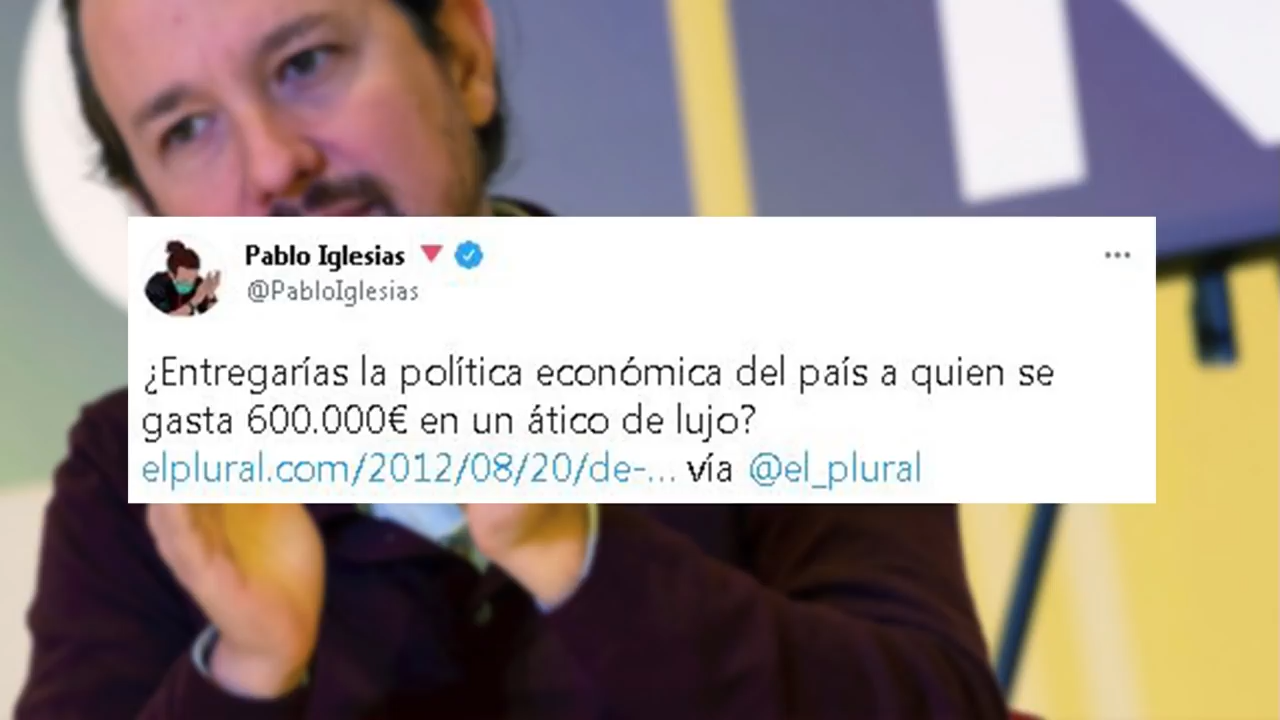 Pablo Iglesias
@PabloIglesias
¿Entregarías la política económica del país a quien se
gasta 600.000€ en un ático de lujo?
elplural.com/2012/08/20/de-... vía @el_plural